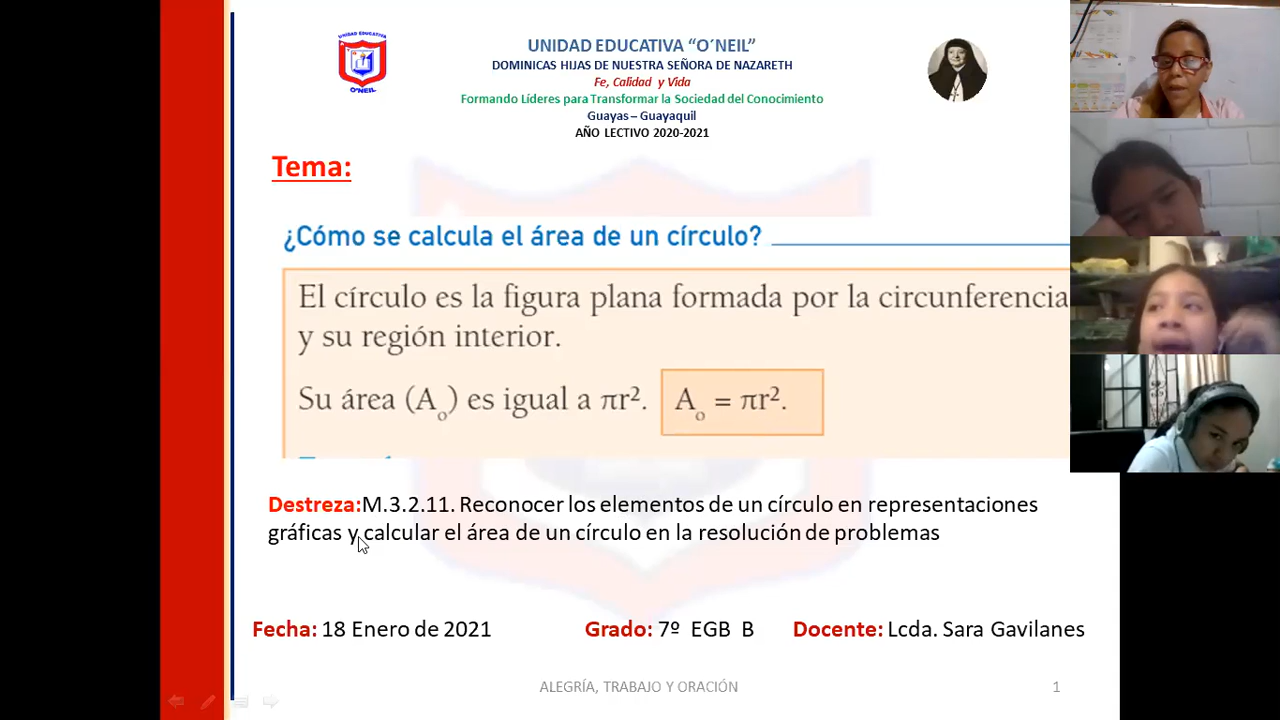 UNIDAD EDUCATIVA
O'NEIL
UNIDAD EDUCATIVA “O´NEIL”
DOMINICAS HIJAS DE NUESTRA SEÑORA DE NAZARETH
Fe, Calidad y Vida
Formando Líderes para Transformar la Sociedad del Conocimiento
Guayas – Guayaquil
AÑO LECTIVO 2020-2021
Tema:
¿Cómo se calcula el área de un círculo?
El círculo es la figura plana formada por la circunferencia
y su región interior.
Su área (A₀) es igual a πr². A₀ = πr².
Destreza:M.3.2.11. Reconocer los elementos de un círculo en representaciones
gráficas y calcular el área de un círculo en la resolución de problemas
Fecha: 18 Enero de 2021 Grado: 7º EGB B Docente: Lcda. Sara Gavilanes
ALEGRÍA, TRABAJO Y ORACIÓN 1